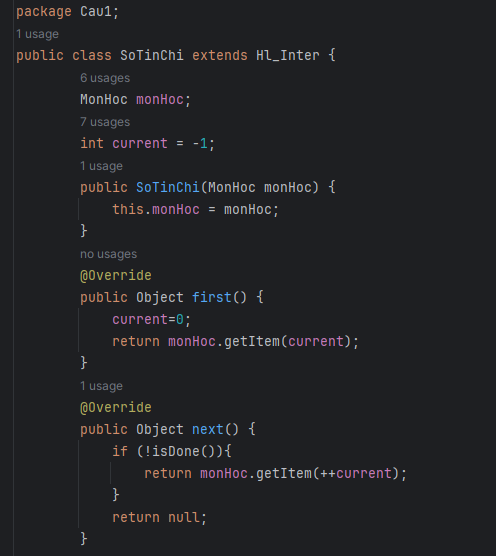 package Cau1;
1 usage
public class SoTinChi extends Hl_Inter {
6 usages
MonHoc monHoc;
7 usages
int current = -1;
1 usage
public SoTinChi(MonHoc monHoc) {
this.monHoc = monHoc;
}
no usages
@Override
public Object first() {
current=0;
return monHoc.getItem(current);
}
1 usage
@Override
public Object next() {
if (!isDone()){
return monHoc.getItem(++current);
}
return null;
}